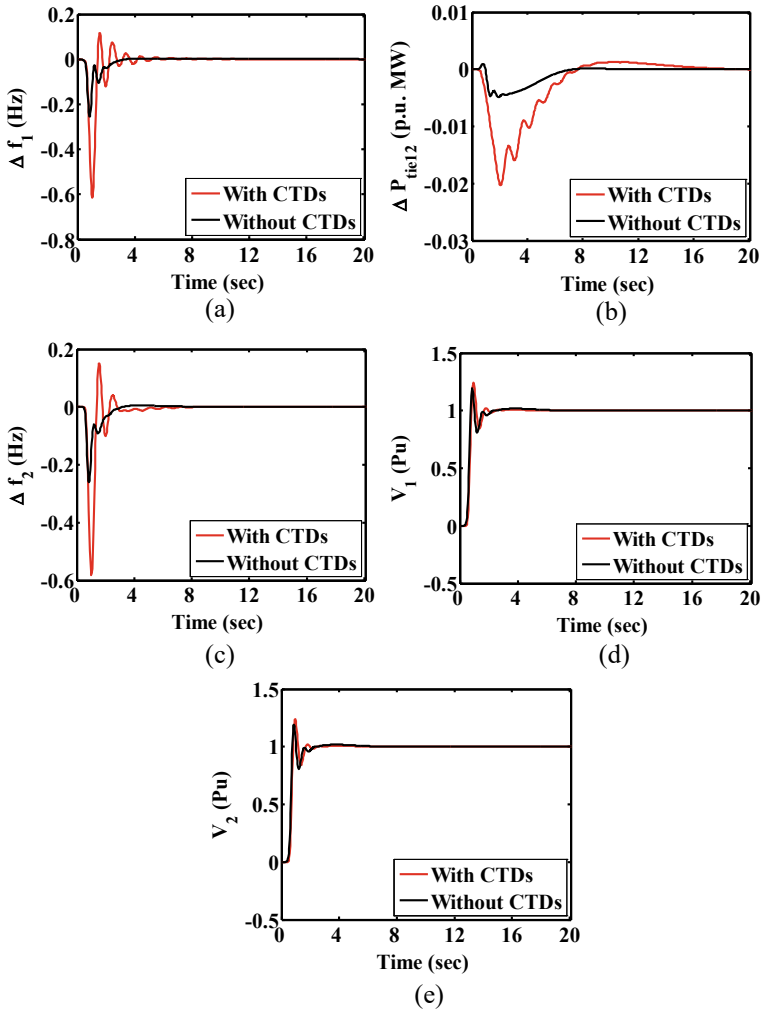 0.2
0
-0.2
-0.4
-0.6
-0.8
Δ f1 (Hz)
With CTDs
Without CTDs
0 4 8 12 16 20
Time (sec)
(a)
0.01
0
-0.01
-0.02
-0.03
Δ Ptie12 (p.u. MW)
With CTDs
Without CTDs
0 4 8 12 16 20
Time (sec)
(b)
0.2
0
-0.2
-0.4
-0.6
Δ f2 (Hz)
With CTDs
Without CTDs
0 4 8 12 16 20
Time (sec)
(c)
1.5
1
0.5
0
-0.5
V1 (Pu)
With CTDs
Without CTDs
0 4 8 12 16 20
Time (sec)
(d)
1.5
1
0.5
0
-0.5
V2 (Pu)
With CTDs
Without CTDs
0 4 8 12 16 20
Time (sec)
(e)